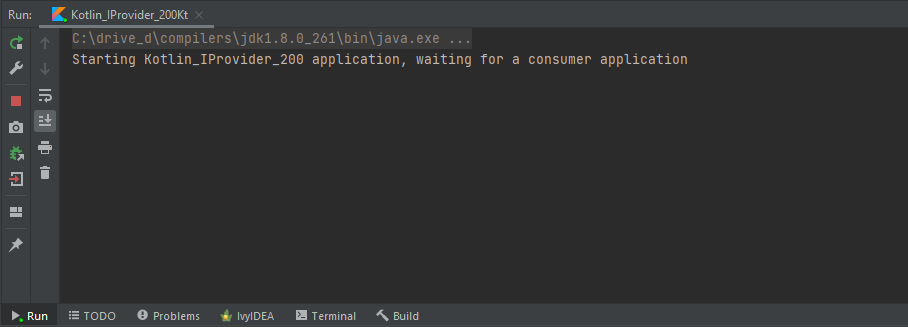 Run: Kotlin_IProvider_200Kt
C:\drive_d\compilers\jdk1.8.0_261\bin\java.exe ...
Starting Kotlin_IProvider_200 application, waiting for a consumer application
Run TODO Problems IvyIDEA Terminal Build